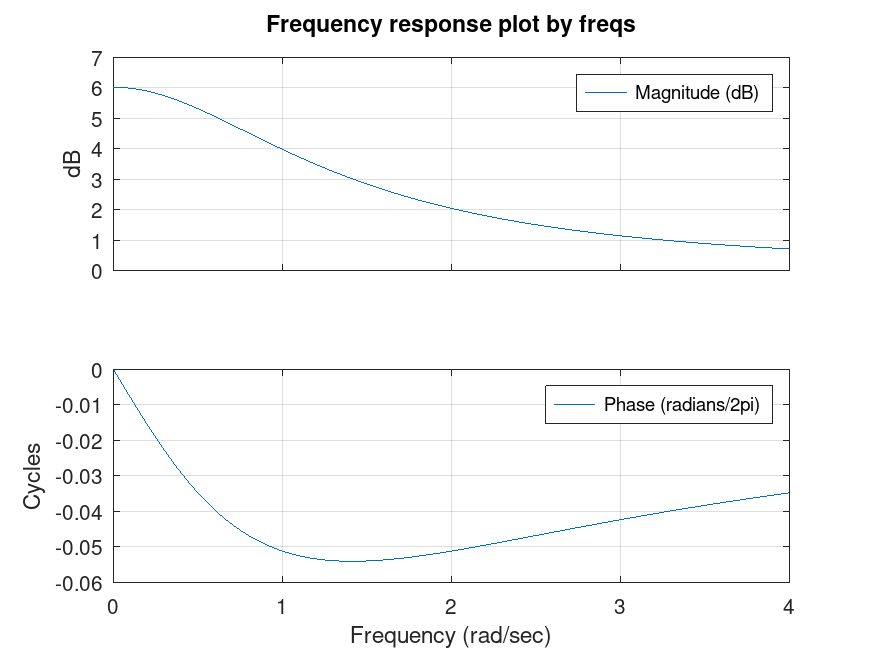 Frequency response plot by freqs
7
6
5
4
3
2
1
0
dB
Magnitude (dB)
0
-0.01
-0.02
-0.03
-0.04
-0.05
-0.06
Cycles
Phase (radians/2pi)
0 1 2 3 4
Frequency (rad/sec)